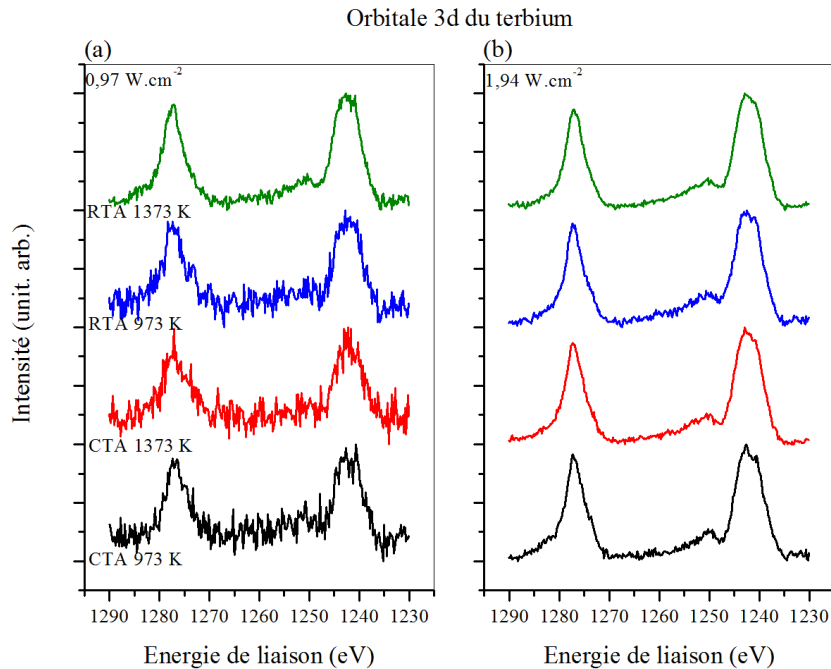 Orbitale 3d du terbium
(a)
(b)
0,97 W.cm-2
1,94 W.cm-2
RTA 1373 K
RTA 973 K
CTA 1373 K
CTA 973 K
Intensité (unit. arb.)
1290 1280 1270 1260 1250 1240 1230
1290 1280 1270 1260 1250 1240 1230
Energie de liaison (eV)
Energie de liaison (eV)